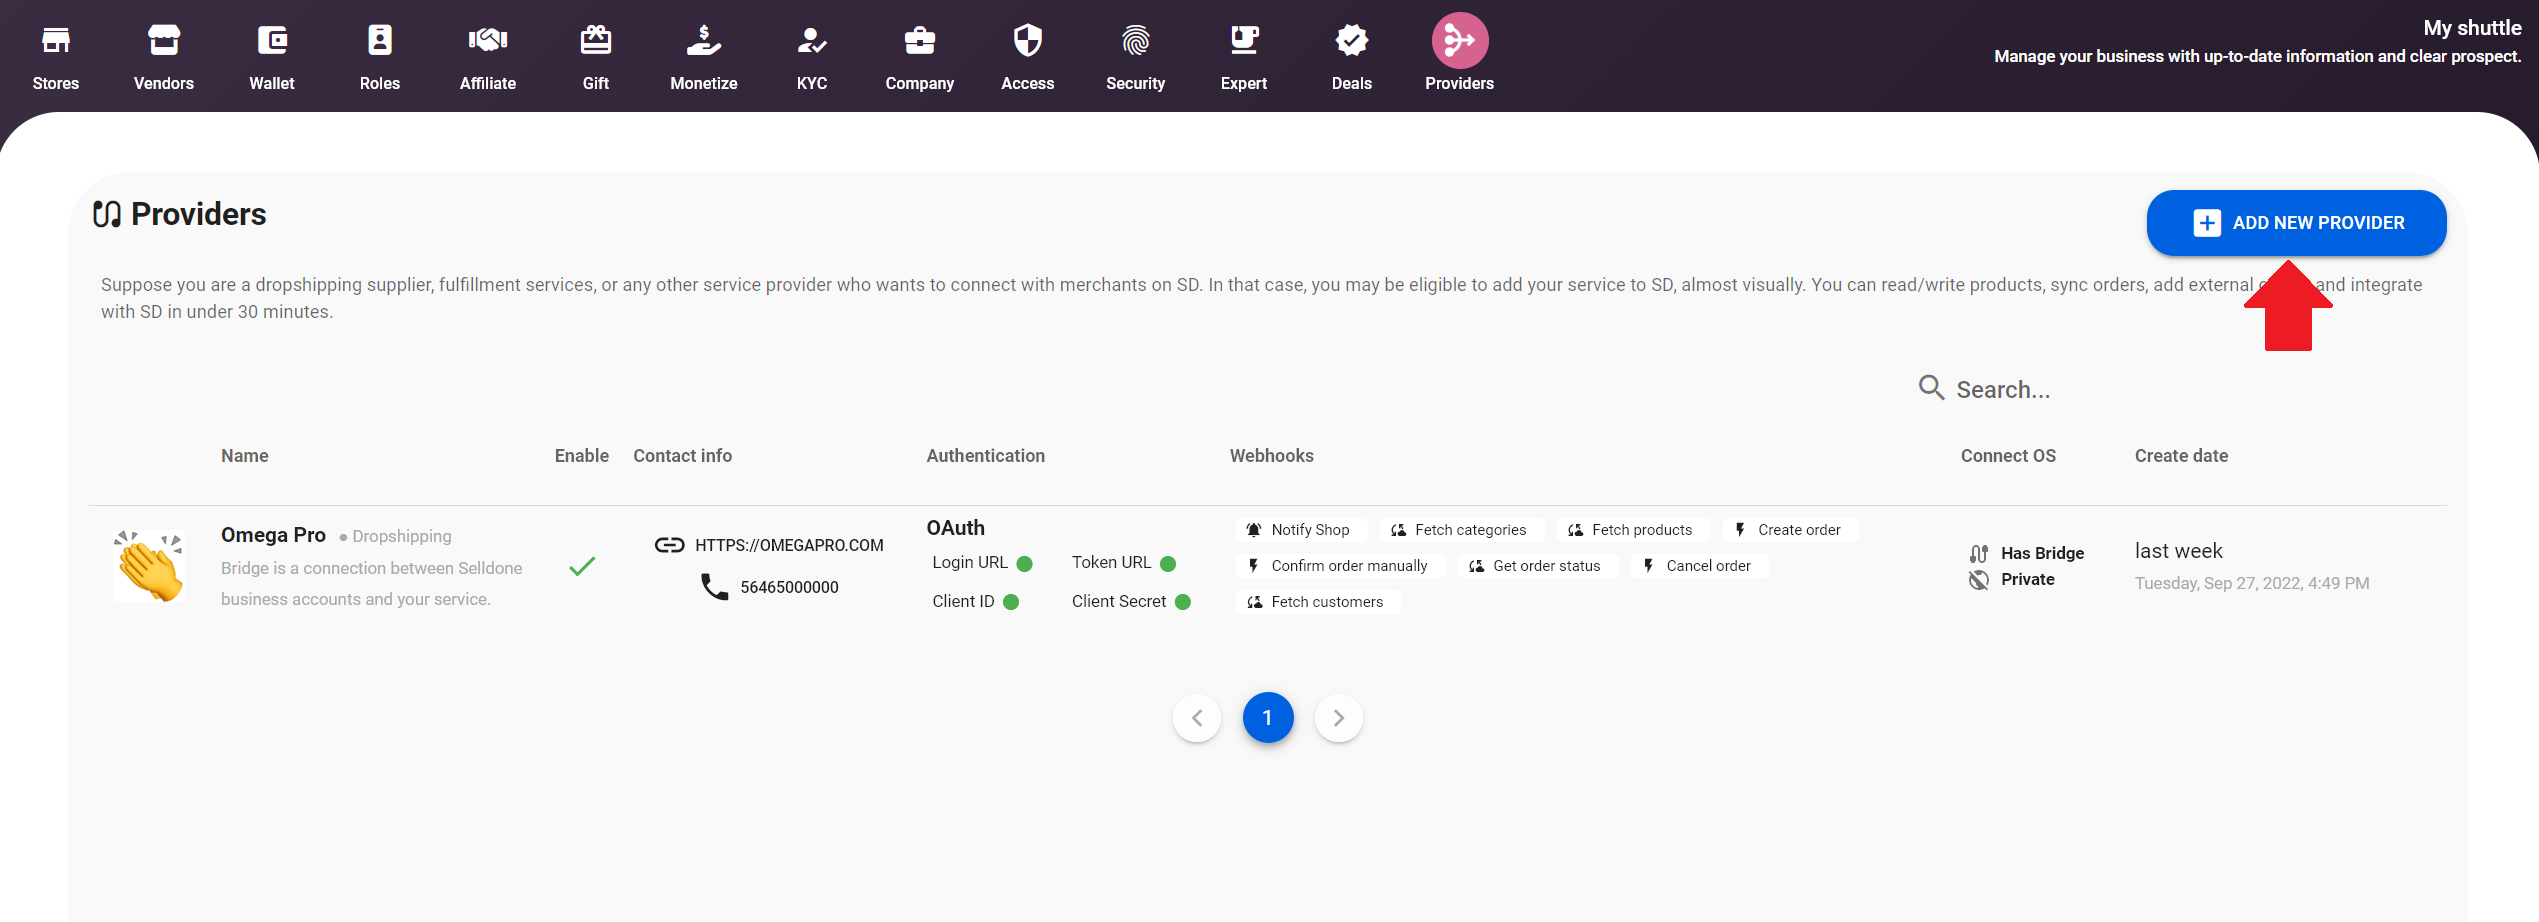 My shuttle
Manage your business with up-to-date information and clear prospect.
Stores Vendors Wallet Roles Affiliate Gift Monetize KYC Company Access Security Expert Deals Providers
Providers
ADD NEW PROVIDER
Suppose you are a dropshipping supplier, fulfillment services, or any other service provider who wants to connect with merchants on SD. In that case, you may be eligible to add your service to SD, almost visually. You can read/write products, sync orders, add external and integrate
with SD in under 30 minutes.
Search...
Name Enable Contact info Authentication Webhooks Connect OS Create date
Omega Pro Dropshipping
Bridge is a connection between Selldone
business accounts and your service.
HTTPS://OMEGAPRO.COM
56465000000
OAuth
Login URL Token URL
Client ID Client Secret
Notify Shop Fetch categories Fetch products Create order
Confirm order manually Get order status Cancel order
Fetch customers
Has Bridge
Private
last week
Tuesday, Sep 27, 2022, 4:49 PM
1